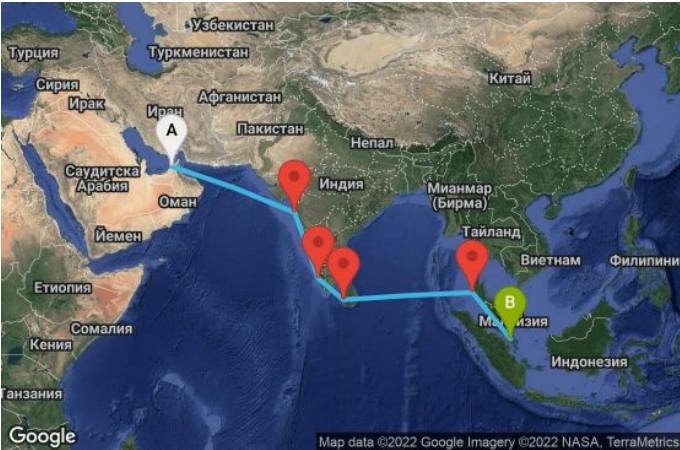 Узбекистан
Турция
Туркменистан
Китай
Сирия
Афганистан
Ирак
Иран
A
Пакистан
Непал
Саудитска
Арабия
Индия
Мианмар
(Бирма)
Оман
Йемен
Тайланд
Виетнам
Филипини
Етиопия
B
Сомалия
Кения
Индонезия
Танзания
Google
Map data ©2022 Google Imagery ©2022 NASA, TerraMetrics